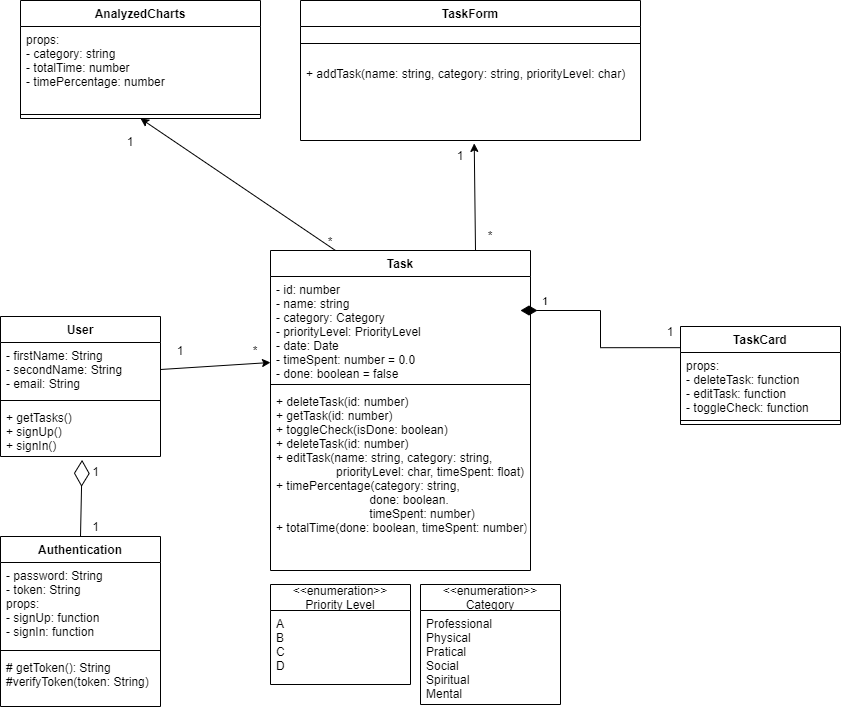 AnalyzedCharts
props:
- category: string
- totalTime: number
- timePercentage: number
TaskForm
+ addTask(name: string, category: string, priorityLevel: char)
1
1
*
*
Task
- id: number
- name: string
- category: Category
- priorityLevel: PriorityLevel
- date: Date
- timeSpent: number = 0.0
- done: boolean = false
+ deleteTask(id: number)
+ getTask(id: number)
+ toggleCheck(isDone: boolean)
+ deleteTask(id: number)
+ editTask(name: string, category: string,
priorityLevel: char, timeSpent: float)
+ timePercentage(category: string,
done: boolean.
timeSpent: number)
+ totalTime(done: boolean, timeSpent: number)
1
1
TaskCard
props:
- deleteTask: function
- editTask: function
- toggleCheck: function
User
- firstName: String
- secondName: String
- email: String
+ getTasks()
+ signUp()
+ signIn()
1
*
1
1
Authentication
- password: String
- token: String
props:
- signUp: function
- signIn: function
# getToken(): String
#verifyToken(token: String)
<<enumeration>>
Priority Level
A
B
C
D
<<enumeration>>
Category
Professional
Physical
Pratical
Social
Spiritual
Mental